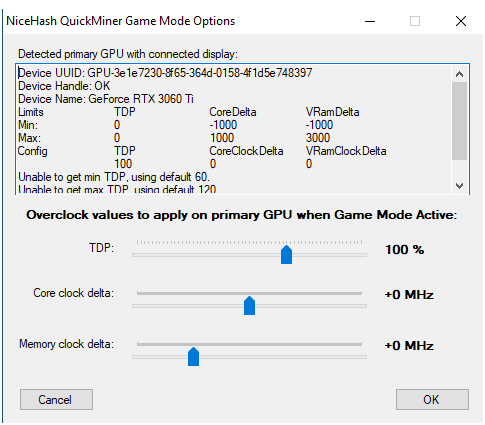 NiceHash QuickMiner Game Mode Options
Detected primary GPU with connected display:
Device UUID: GPU-3e1e7230-8f65-364d-0158-4f1d5e748397
Device Handle: OK
Device Name: GeForce RTX 3060 Ti
Limits TDP CoreDelta VRamDelta
Min: 0 -1000 -1000
Max: 0 1000 3000
Config TDP CoreClockDelta VRamClockDelta
100 0 0
Unable to get min TDP, using default 60.
Unable to get max TDP, using default 120
Overclock values to apply on primary GPU when Game Mode Active:
TDP: 100 %
Core clock delta: +0 MHz
Memory clock delta: +0 MHz
Cancel OK